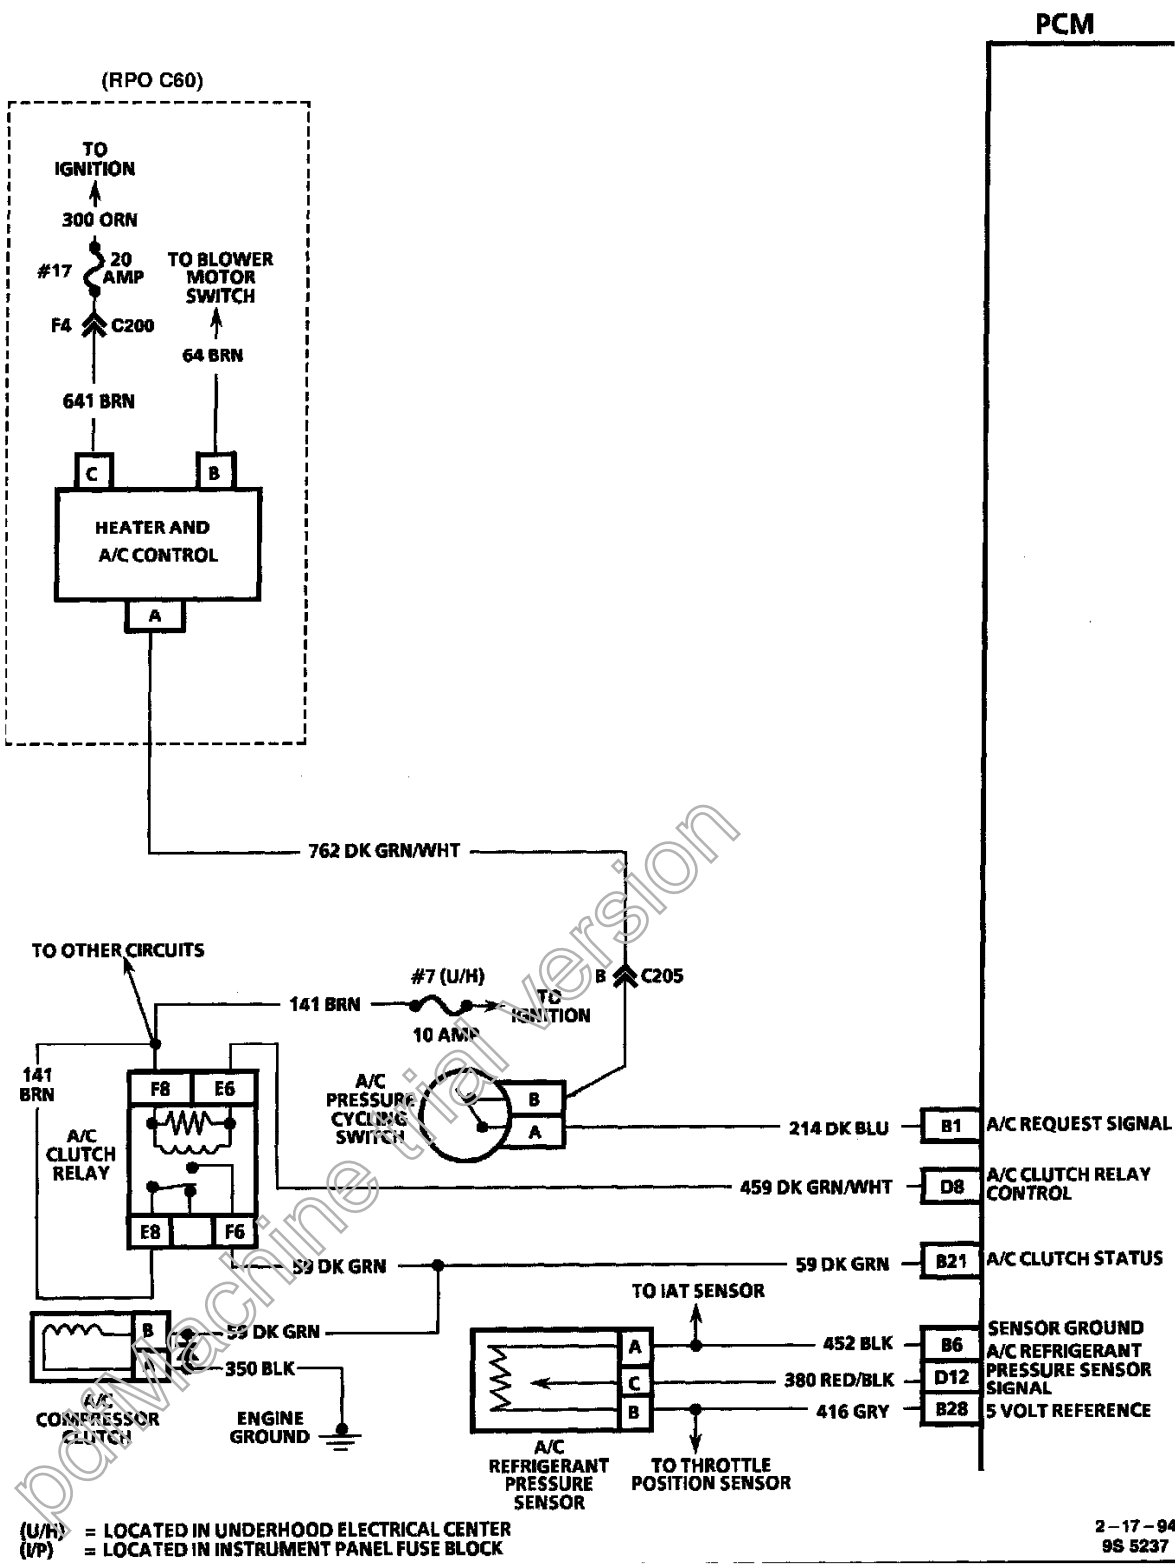 PCM
(RPO C60)
TO
IGNITION
300 ORN
#17
20
AMP
TO BLOWER
MOTOR
SWITCH
F4
C200
64 BRN
641 BRN
C
B
HEATER AND
A/C CONTROL
A
762 DK GRN/WHT
TO OTHER CIRCUITS
#7 (U/H)
B
C205
141 BRN
TO
IGNITION
10 AMP
141
BRN
F8
E6
A/C
PRESSURE
CYCLING
SWITCH
B
A
A/C
CLUTCH
RELAY
214 DK BLU
B1
A/C REQUEST SIGNAL
459 DK GRN/WHT
D8
A/C CLUTCH RELAY
CONTROL
E8
F6
59 DK GRN
59 DK GRN
B21
A/C CLUTCH STATUS
TO IAT SENSOR
B
59 DK GRN
A
350 BLK
A/C
COMPRESSOR
CLUTCH
ENGINE
GROUND
A
452 BLK
B6
SENSOR GROUND
C
380 RED/BLK
D12
A/C REFRIGERANT
PRESSURE SENSOR
SIGNAL
B
416 GRY
B28
5 VOLT REFERENCE
A/C
REFRIGERANT
PRESSURE
SENSOR
TO THROTTLE
POSITION SENSOR
(U/H) = LOCATED IN UNDERHOOD ELECTRICAL CENTER
(I/P) = LOCATED IN INSTRUMENT PANEL FUSE BLOCK
2-17-94
9S 5237
pdfMachine trial version